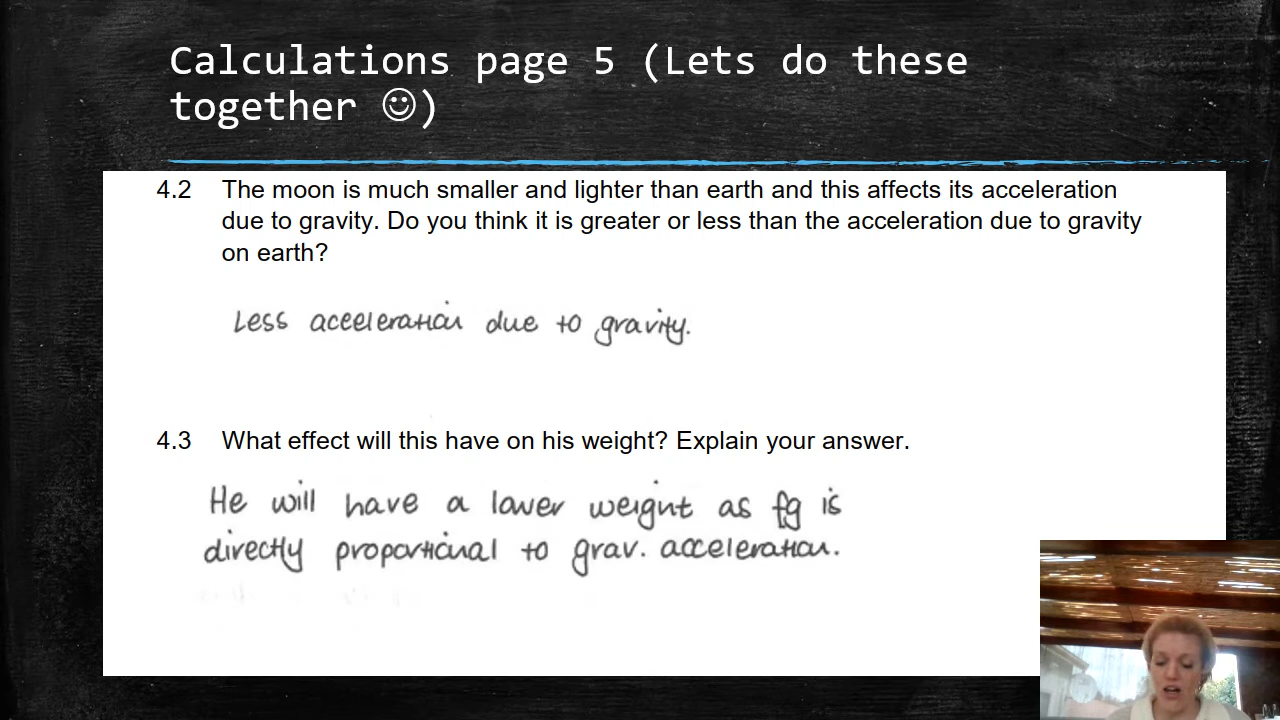 Calculations page 5 (Lets do these
together ☺)
4.2 The moon is much smaller and lighter than earth and this affects its acceleration
due to gravity. Do you think it is greater or less than the acceleration due to gravity
on earth?
Less acceleration due to gravity.
4.3 What effect will this have on his weight? Explain your answer.
He will have a lower weight as fg is
directly proportional to grav. acceleration.